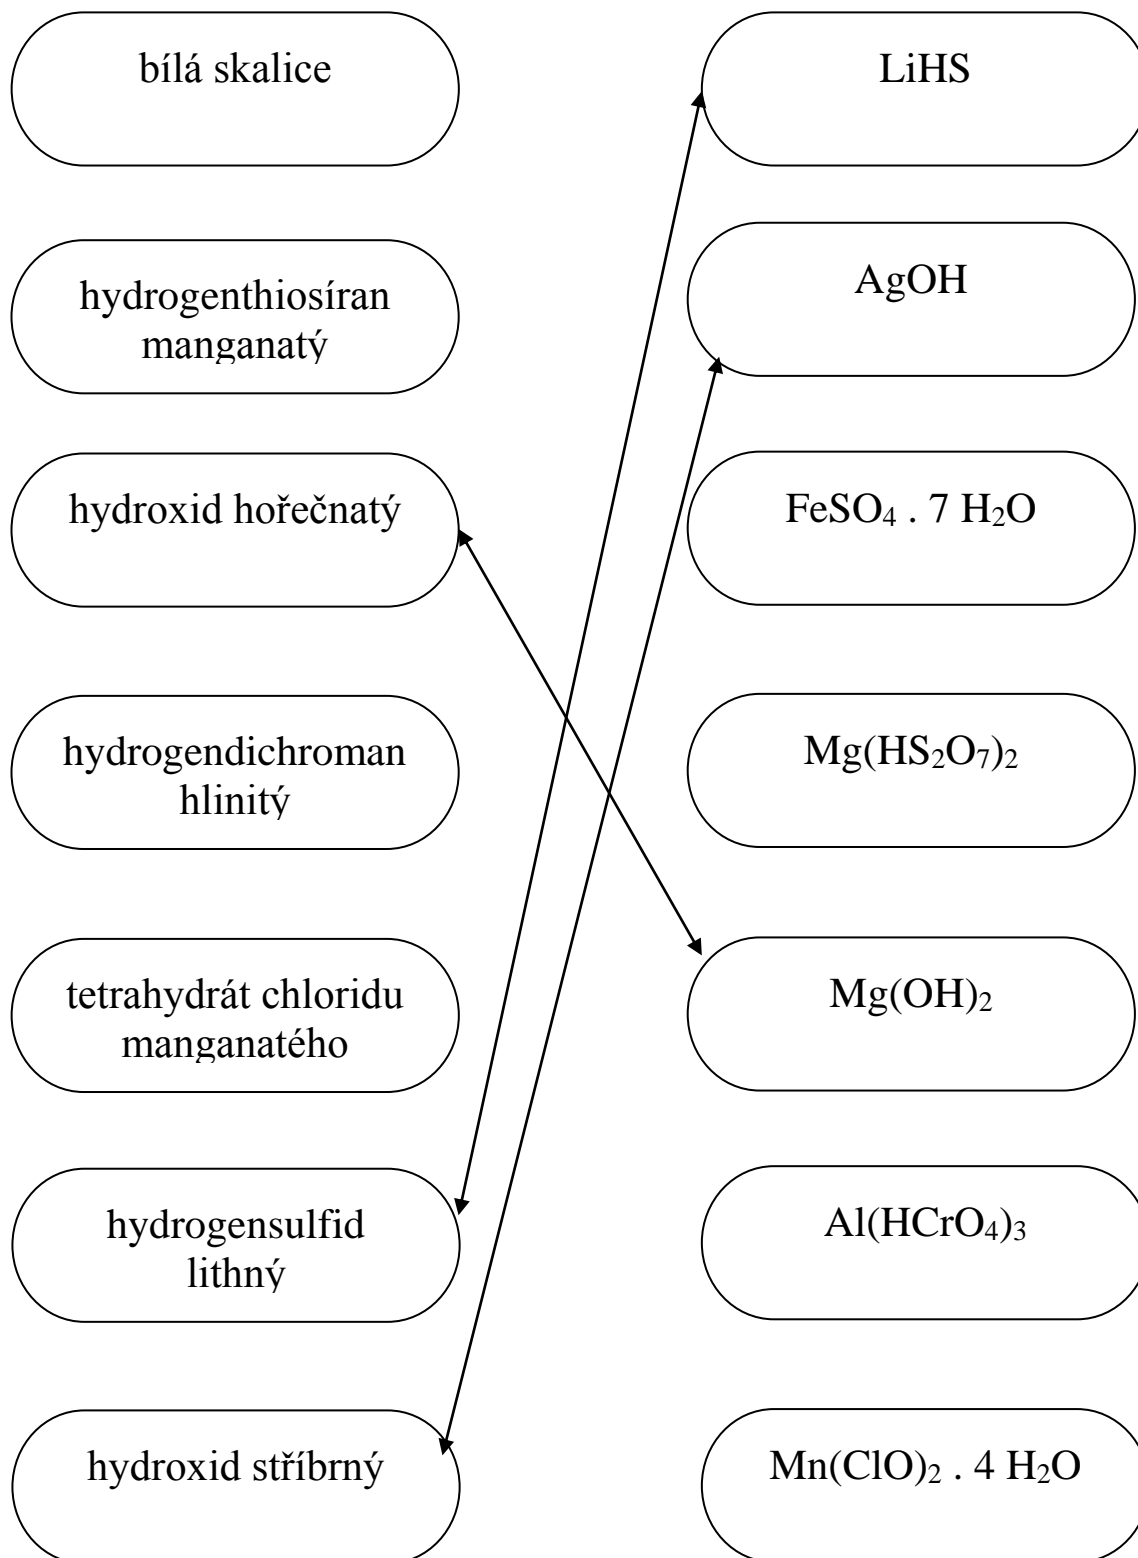 bílá skalice
LiHS
hydrogenthiosíran
manganatý
AgOH
hydroxid hořečnatý
FeSO₄ . 7 H₂O
hydrogendichroman
hlinitý
Mg(HS₂O₇)₂
tetrahydrát chloridu
manganatého
Mg(OH)₂
hydrogensulfid
lithný
Al(HCrO₄)₃
hydroxid stříbrný
Mn(ClO)₂ . 4 H₂O